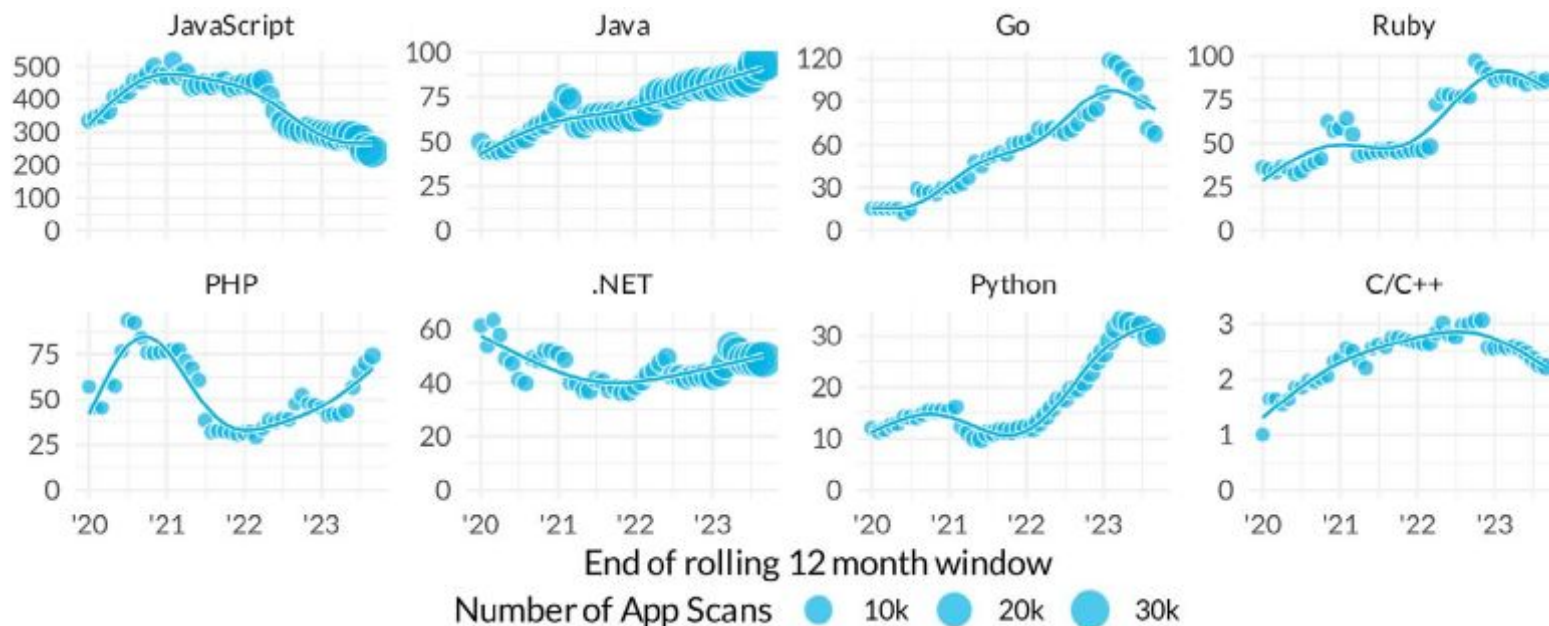 JavaScript Java Go Ruby
500 100 120 100
400 75 90 75
300 50 60 50
200 25 30 25
100 0 0 0
0
PHP .NET Python C/C++
75 60 30 3
50 40 20 2
25 20 10 1
0 0 0 0
'20 '21 '22 '23 '20 '21 '22 '23 '20 '21 '22 '23 '20 '21 '22 '23
End of rolling 12 month window
Number of App Scans 10k 20k 30k